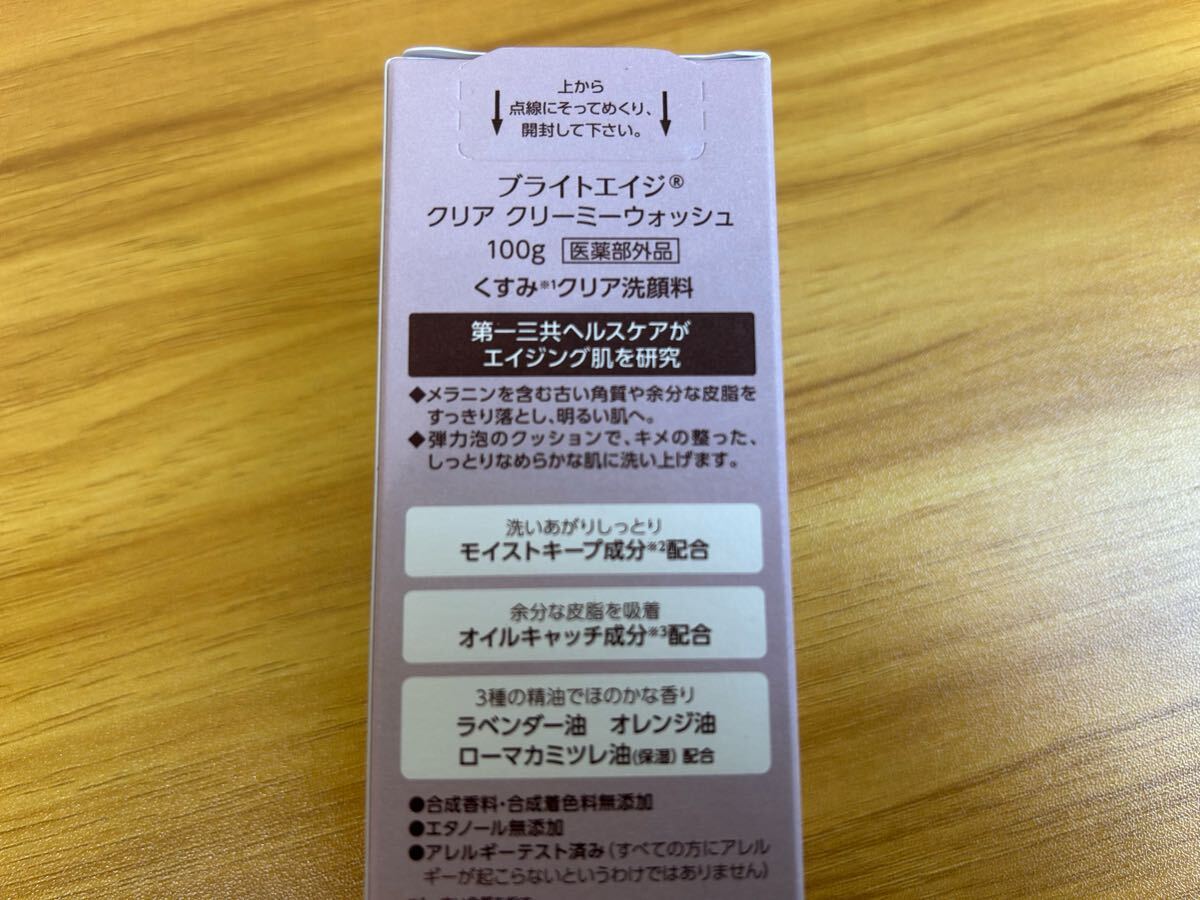 上から
点線にそってめくり、
開封して下さい。
ブライトエイジ®
クリア クリーミーウォッシュ
100g 医薬部外品
くすみ※1クリア洗顔料
第一三共ヘルスケアが
エイジング肌を研究
◆メラニンを含む古い角質や余分な皮脂を
すっきり落とし、明るい肌へ。
◆弾力泡のクッションで、キメの整った、
しっとりなめらかな肌に洗い上げます。
洗いあがりしっとり
モイストキープ成分※2配合
余分な皮脂を吸着
オイルキャッチ成分※3配合
3種の精油でほのかな香り
ラベンダー油 オレンジ油
ローマカミツレ油(保湿) 配合
●合成香料・合成着色料無添加
●エタノール無添加
●アレルギーテスト済み(すべての方にアレル
ギーが起こらないというわけではありません)